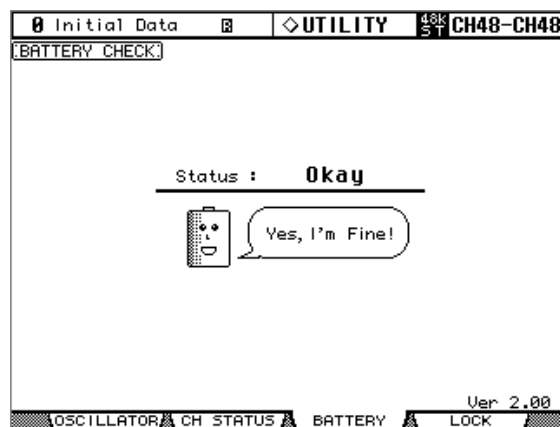 0 Initial Data R ◇UTILITY 48k ST CH48-CH48
BATTERY CHECK
Status : Okay
Yes, I'm Fine!
Ver 2.00
OSCILLATOR CH STATUS BATTERY LOCK